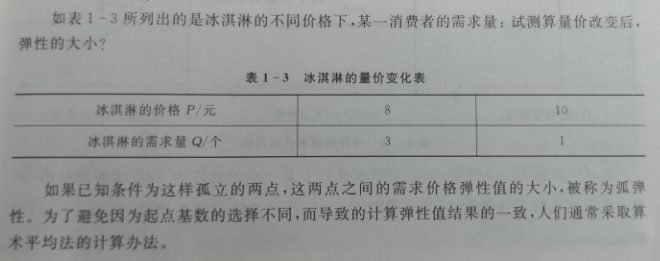 如表1-3所列出的是冰淇淋的不同价格下,某一消费者的需求量;试测算量价改变后,
弹性的大小?
表1-3 冰淇淋的量价变化表
冰淇淋的价格 P/元 8 10
冰淇淋的需求量 Q/个 3 1
如果已知条件为这样孤立的两点,这两点之间的需求价格弹性值的大小,被称为弧弹
性。为了避免因为起点基数的选择不同,而导致的计算弹性值结果的一致,人们通常采取算
术平均法的计算办法。